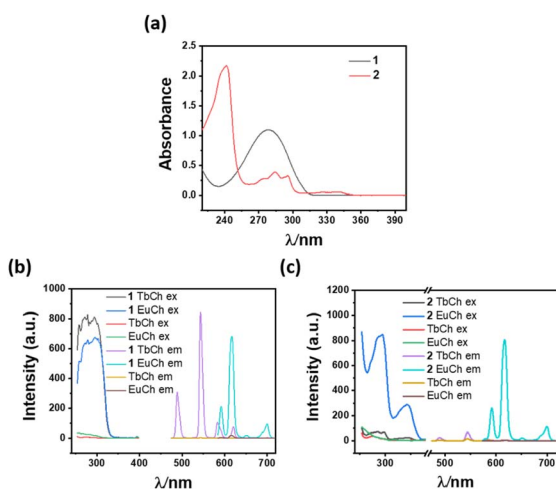 (a)
1
2
Absorbance
2.5
2.0
1.5
1.0
0.5
0.0
240 270 300 330 360 390
λ/nm
(b)
Intensity (a.u.)
1000
800
600
400
200
0
1 TbCh ex
1 EuCh ex
TbCh ex
EuCh ex
1 TbCh em
1 EuCh em
TbCh em
EuCh em
300 400 500 600 700
λ/nm
(c)
Intensity (a.u.)
1200
1000
800
600
400
200
0
2 TbCh ex
2 EuCh ex
TbCh ex
EuCh ex
2 TbCh em
2 EuCh em
TbCh em
EuCh em
300 500 600 700
λ/nm